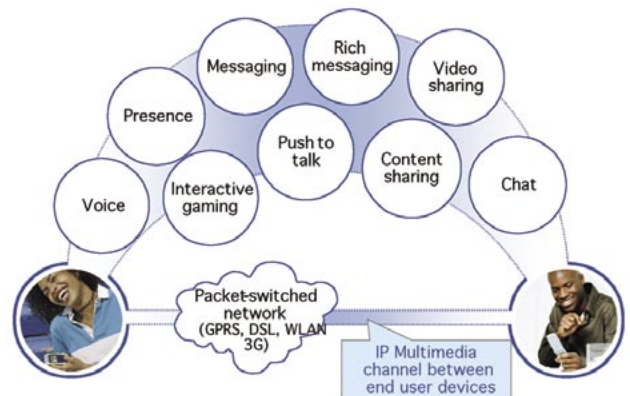 Rich
messaging
Messaging
Video
sharing
Presence
Push to
talk
Content
sharing
Interactive
gaming
Chat
Voice
Packet-switched
network
(GPRS, DSL, WLAN
3G)
IP Multimedia
channel between
end user devices